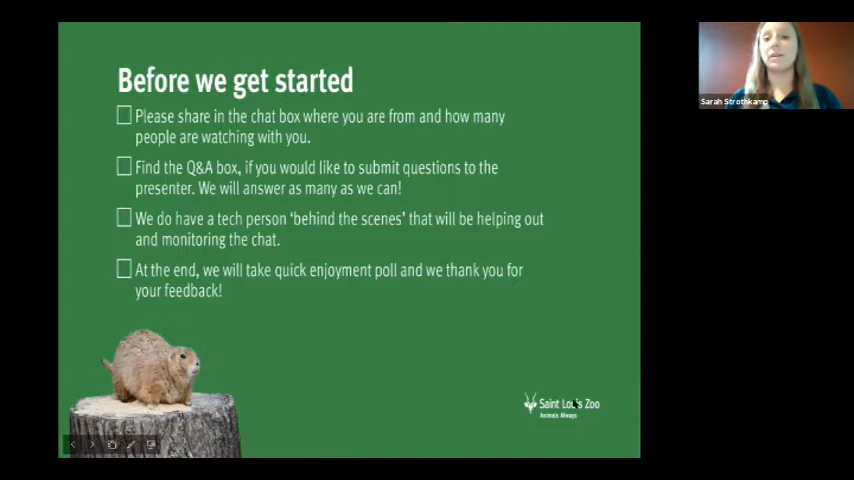 Before we get started
Please share in the chat box where you are from and how many
people are watching with you.
Find the Q&A box, if you would like to submit questions to the
presenter. We will answer as many as we can!
We do have a tech person ‘behind the scenes’ that will be helping out
and monitoring the chat.
At the end, we will take quick enjoyment poll and we thank you for
your feedback!
Saint Louis Zoo
Animals Always
Sarah Strothkamp